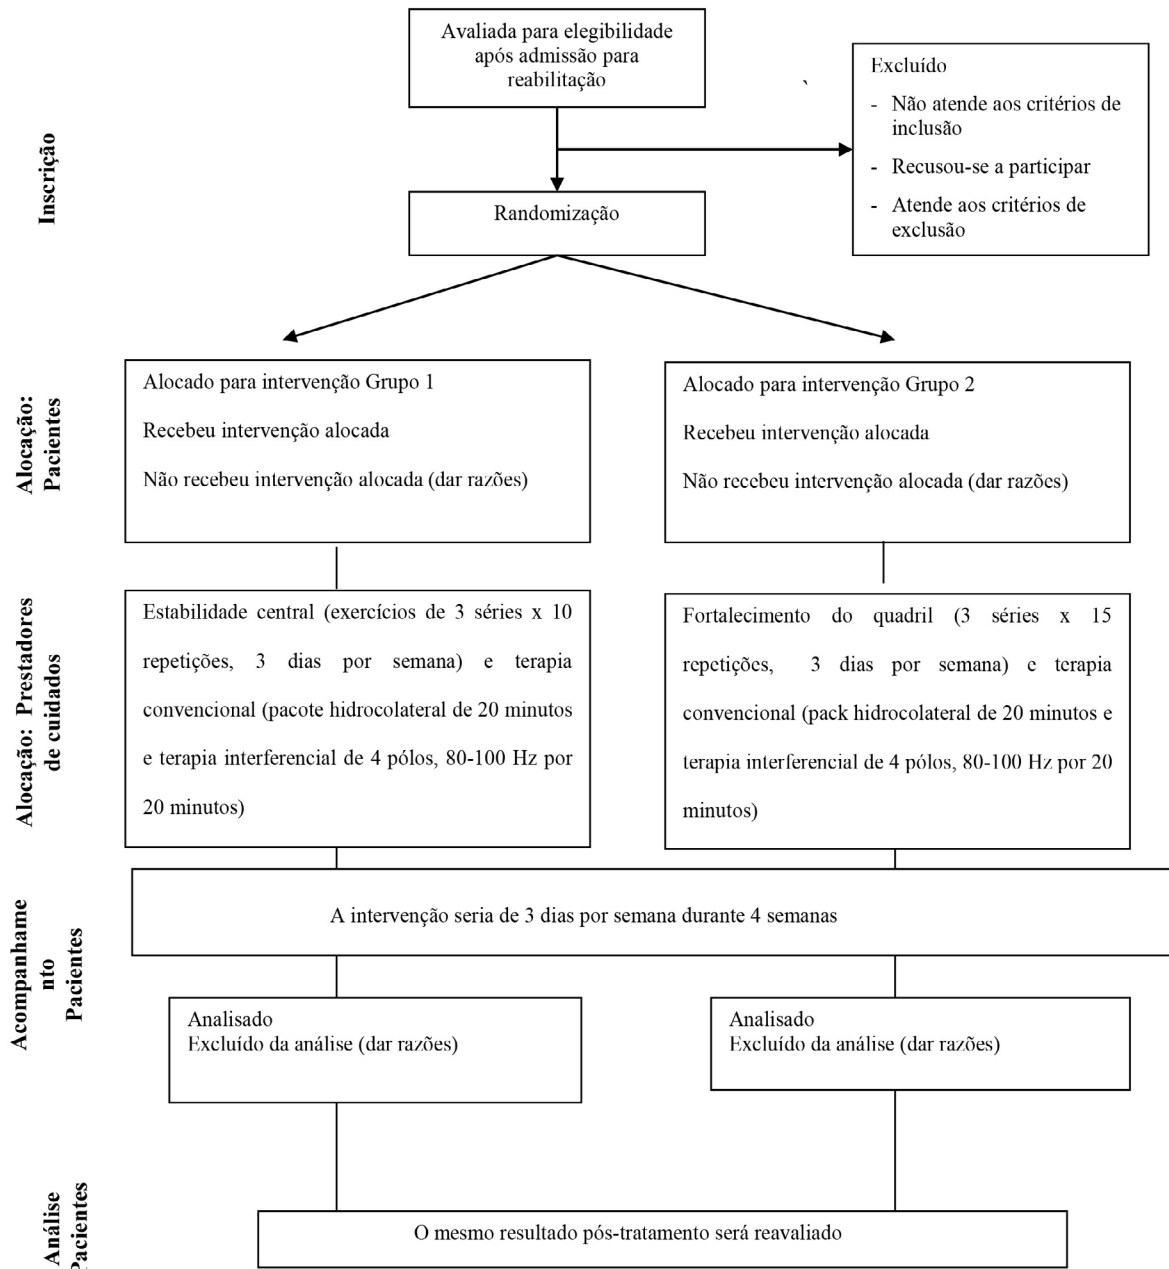 Avaliada para elegibilidade
após admissão para
reabilitação
Excluído
- Não atende aos critérios de
inclusão
- Recusou-se a participar
- Atende aos critérios de
exclusão
Inscrição
Randomização
Alocação:
Pacientes
Alocado para intervenção Grupo 1
Recebeu intervenção alocada
Não recebeu intervenção alocada (dar razões)
Alocado para intervenção Grupo 2
Recebeu intervenção alocada
Não recebeu intervenção alocada (dar razões)
Alocação: Prestadores
de cuidados
Estabilidade central (exercícios de 3 séries x 10
repetições, 3 dias por semana) e terapia
convencional (pacote hidrocolateral de 20 minutos
e terapia interferencial de 4 pólos, 80-100 Hz por
20 minutos)
Fortalecimento do quadril (3 séries x 15
repetições, 3 dias por semana) e terapia
convencional (pack hidrocolateral de 20 minutos e
terapia interferencial de 4 pólos, 80-100 Hz por 20
minutos)
Acompanhame
nto
Pacientes
A intervenção seria de 3 dias por semana durante 4 semanas
Analisado
Excluído da análise (dar razões)
Analisado
Excluído da análise (dar razões)
Análise
Pacientes
O mesmo resultado pós-tratamento será reavaliado